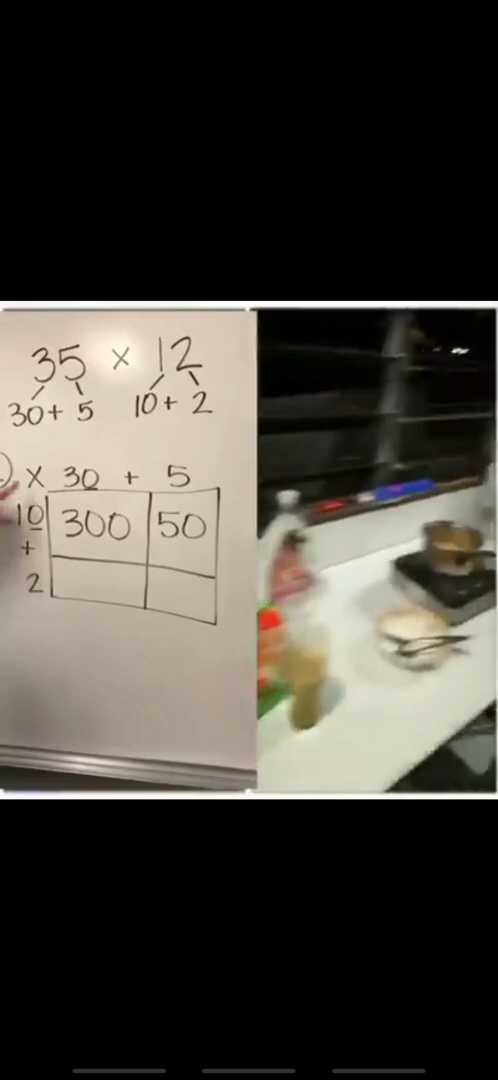 35 × 12
30 + 5 10 + 2
× 30 + 5
10 300 50
+
2